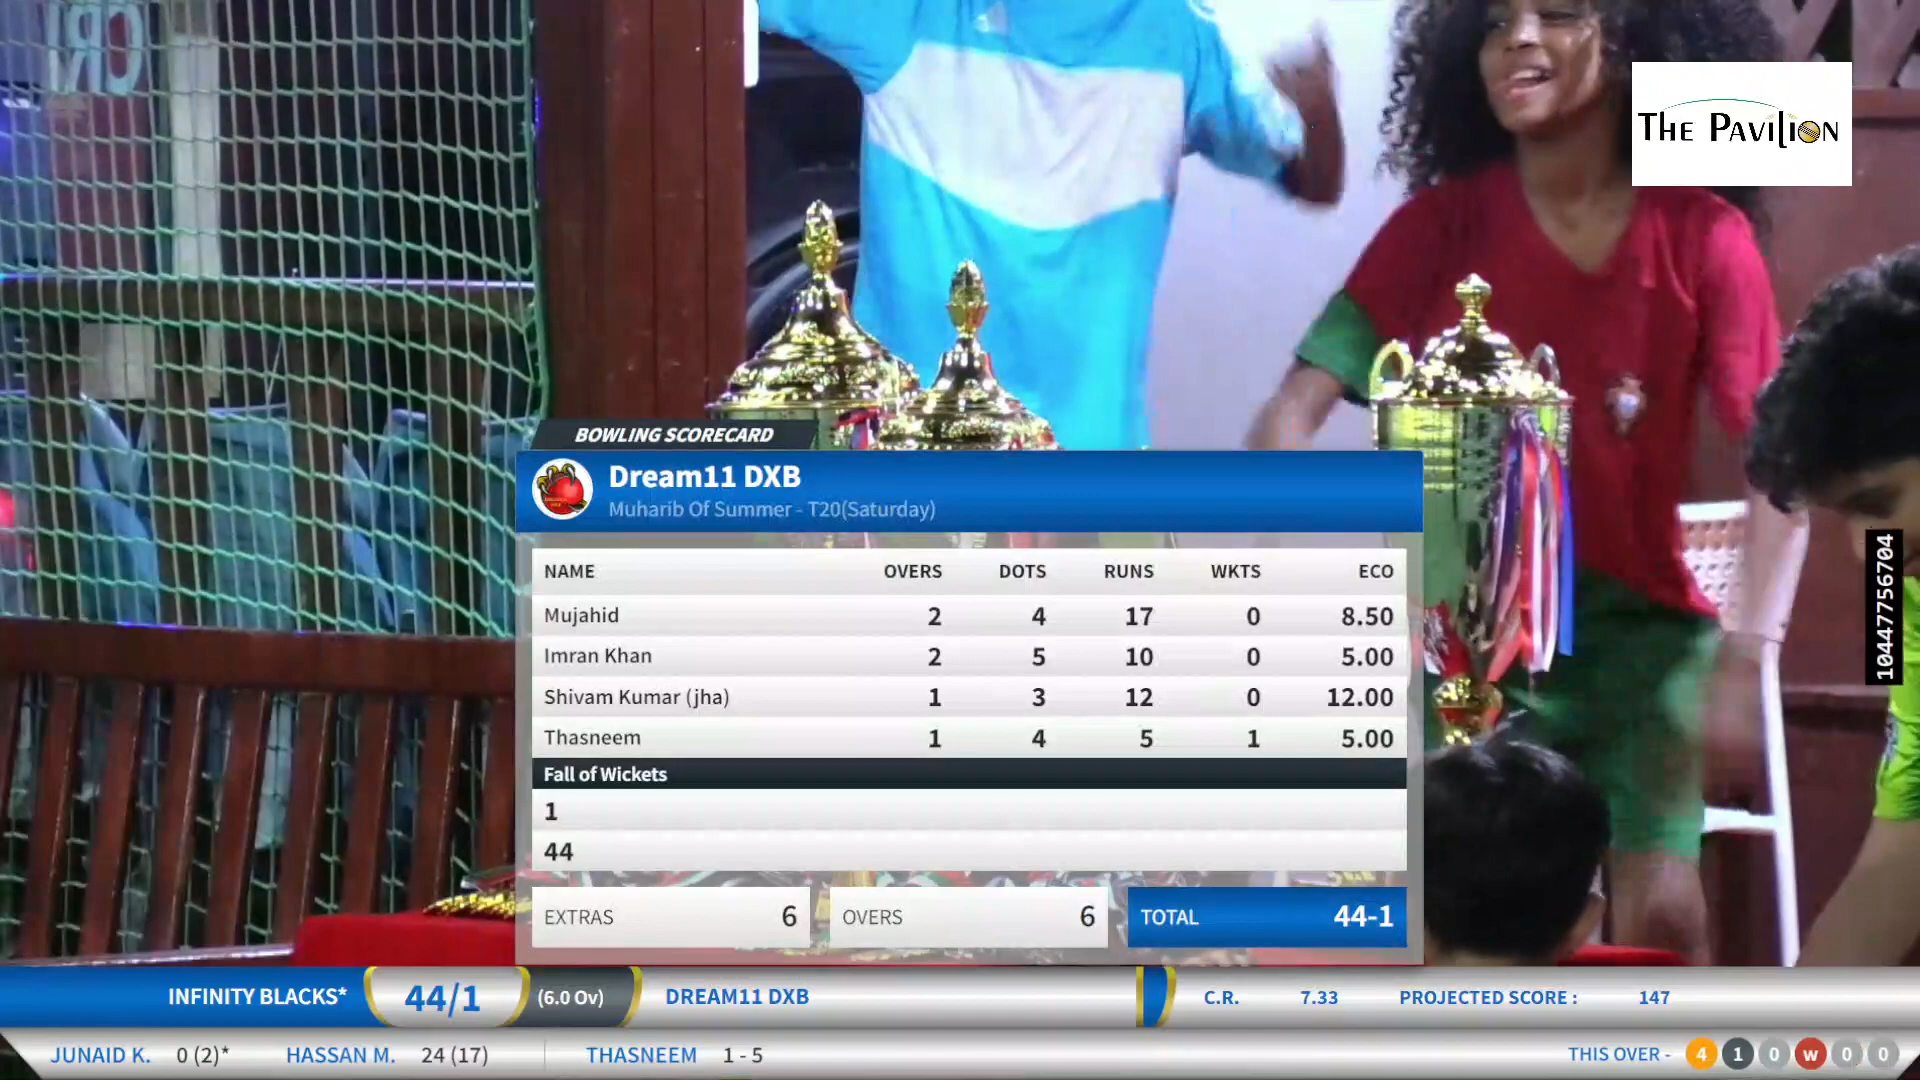 THE PAVILION
BOWLING SCORECARD
Dream11 DXB
Muharib Of Summer - T20(Saturday)
NAME OVERS DOTS RUNS WKTS ECO
Mujahid 2 4 17 0 8.50
Imran Khan 2 5 10 0 5.00
Shivam Kumar (jha) 1 3 12 0 12.00
Thasneem 1 4 5 1 5.00
Fall of Wickets
1
44
EXTRAS 6 OVERS 6 TOTAL 44-1
10447756704
INFINITY BLACKS* 44/1 (6.0 Ov) DREAM11 DXB C.R. 7.33 PROJECTED SCORE : 147
JUNAID K. 0 (2)* HASSAN M. 24 (17) THASNEEM 1 - 5 THIS OVER - 4 1 0 W 0 0